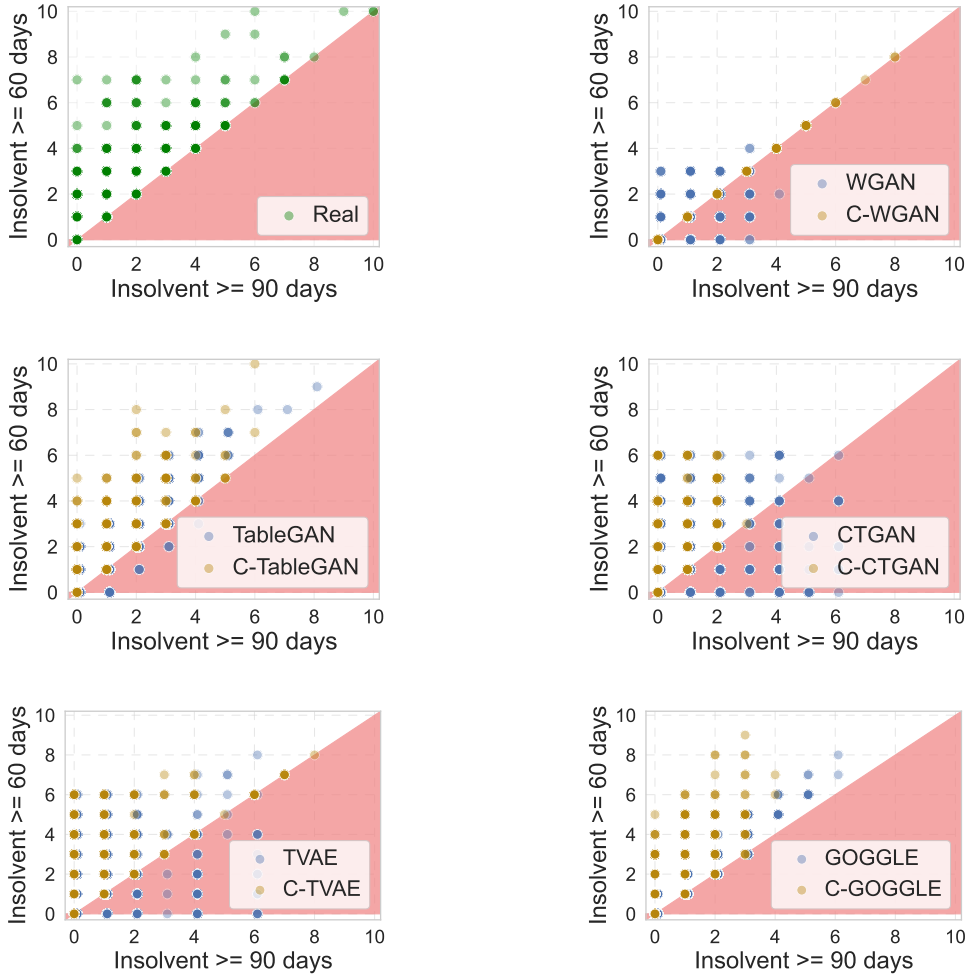 Insolvent >= 60 days
10
8
6
4
2
0
Real
0 2 4 6 8 10
Insolvent >= 90 days
Insolvent >= 60 days
10
8
6
4
2
0
WGAN
C-WGAN
0 2 4 6 8 10
Insolvent >= 90 days
Insolvent >= 60 days
10
8
6
4
2
0
TableGAN
C-TableGAN
0 2 4 6 8 10
Insolvent >= 90 days
Insolvent >= 60 days
10
8
6
4
2
0
CTGAN
C-CTGAN
0 2 4 6 8 10
Insolvent >= 90 days
Insolvent >= 60 days
10
8
6
4
2
0
TVAE
C-TVAE
0 2 4 6 8 10
Insolvent >= 90 days
Insolvent >= 60 days
10
8
6
4
2
0
GOGGLE
C-GOGGLE
0 2 4 6 8 10
Insolvent >= 90 days